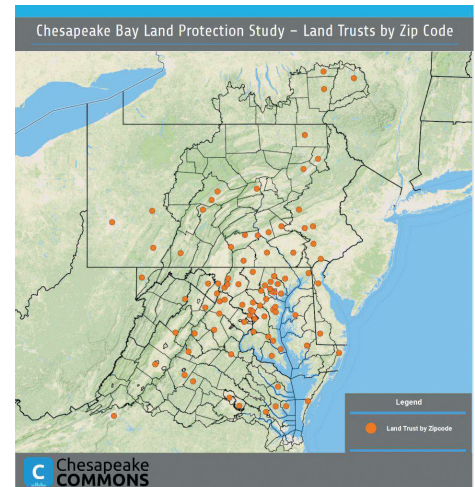 Chesapeake Bay Land Protection Study – Land Trusts by Zip Code
Legend
Land Trust by Zipcode
C
Chesapeake
COMMONS